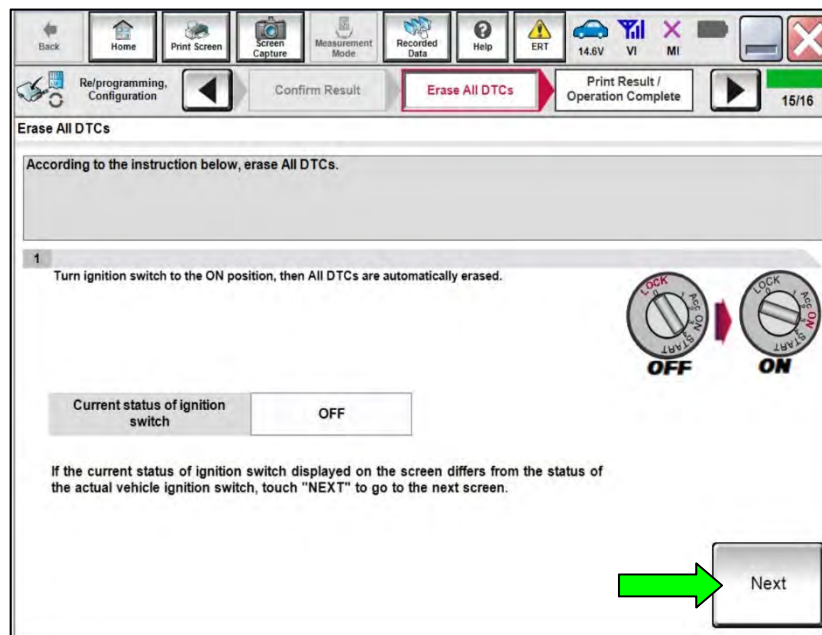 Back
Home
Print Screen
Screen
Capture
Measurement
Mode
Recorded
Data
Help
ERT
14.6V
VI
MI
Re/programming,
Configuration
Confirm Result
Erase All DTCs
Print Result /
Operation Complete
15/16
Erase All DTCs
According to the instruction below, erase All DTCs.
1
Turn ignition switch to the ON position, then All DTCs are automatically erased.
LOCK
0
1
Acc
ON
START
LOCK
0
1
Acc
ON
START
OFF
ON
Current status of ignition
switch
OFF
If the current status of ignition switch displayed on the screen differs from the status of
the actual vehicle ignition switch, touch "NEXT" to go to the next screen.
Next